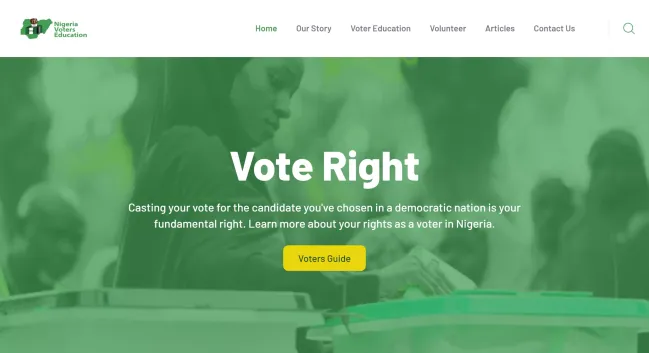 Nigeria
Voters
Education
Home Our Story Voter Education Volunteer Articles Contact Us
Vote Right
Casting your vote for the candidate you've chosen in a democratic nation is your
fundamental right. Learn more about your rights as a voter in Nigeria.
Voters Guide